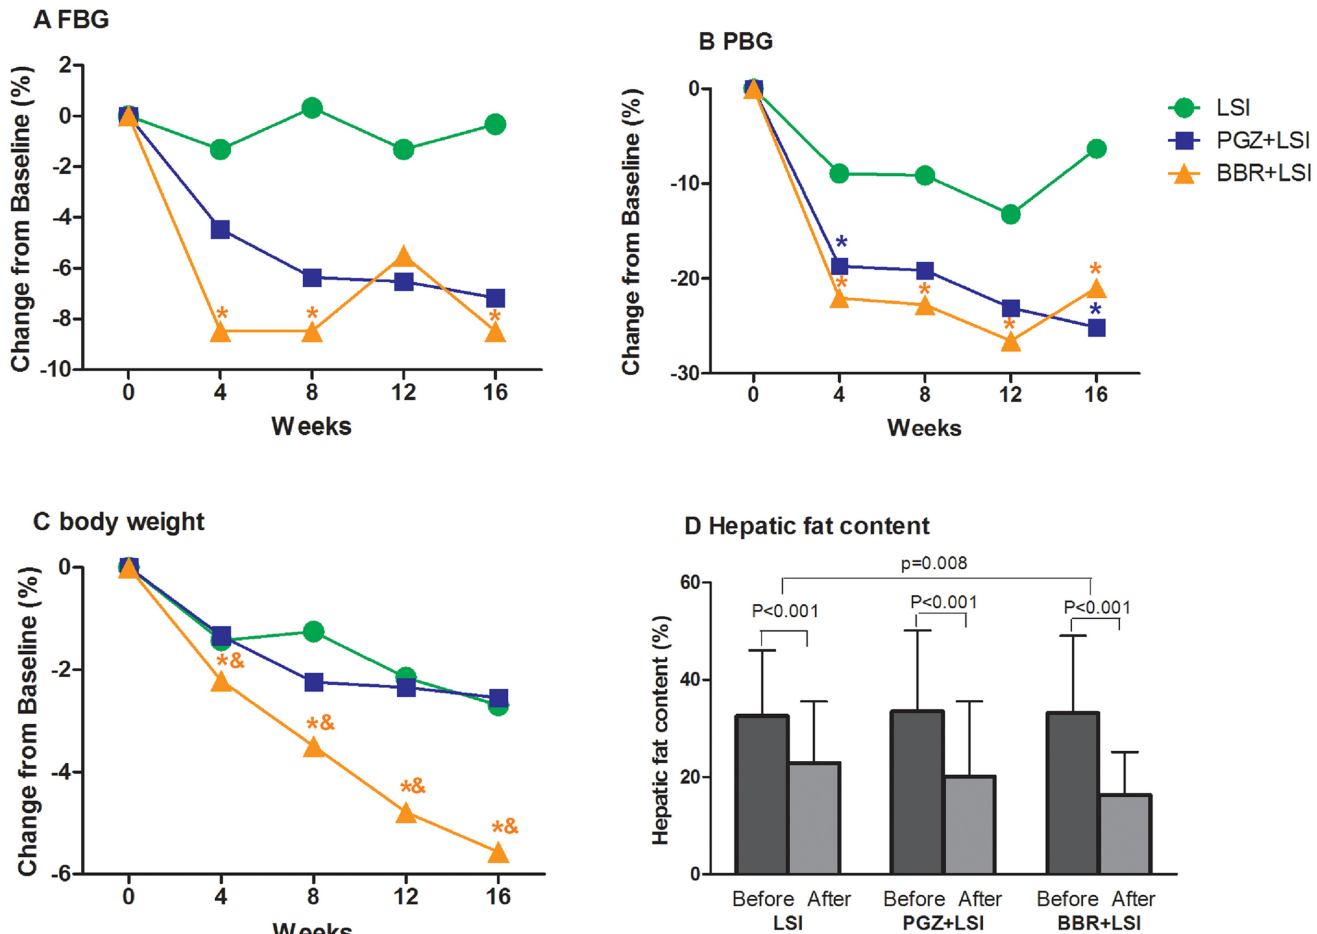 A FBG
Change from Baseline (%)
2
0
-2
-4
-6
-8
-10
*
*
*
0 4 8 12 16
Weeks
B PBG
Change from Baseline (%)
0
-10
-20
-30
*
*
*
*
*
*
0 4 8 12 16
Weeks
LSI
PGZ+LSI
BBR+LSI
C body weight
Change from Baseline (%)
0
-2
-4
-6
*&
*&
*&
*&
0 4 8 12 16
Weeks
D Hepatic fat content
Hepatic fat content (%)
60
40
20
0
p=0.008
P<0.001
P<0.001
P<0.001
Before After Before After Before After
LSI PGZ+LSI BBR+LSI